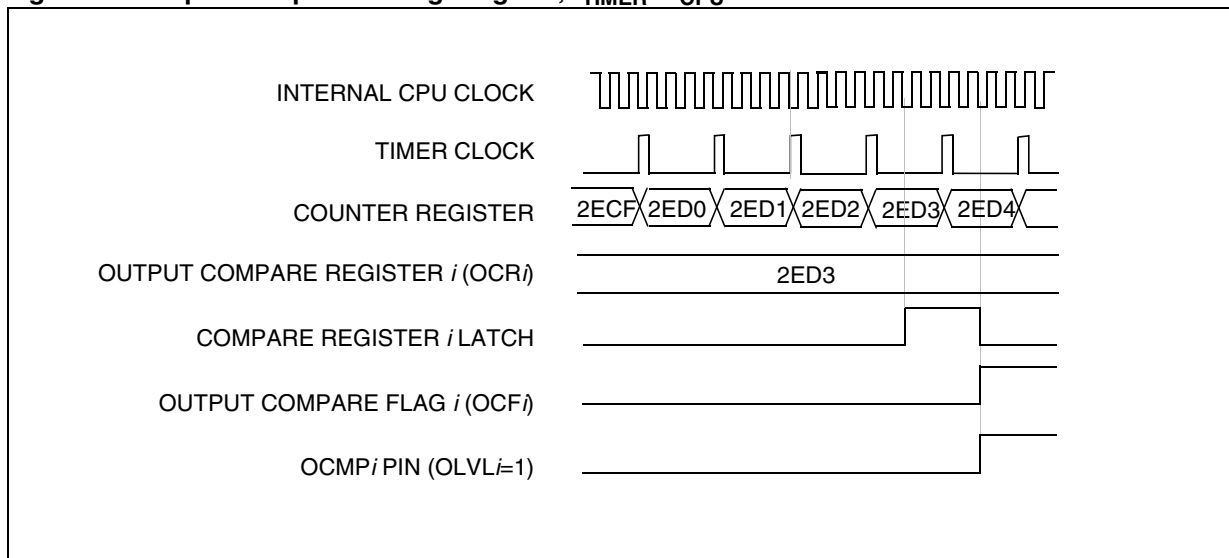 INTERNAL CPU CLOCK
TIMER CLOCK
COUNTER REGISTER 2ECF 2ED0 2ED1 2ED2 2ED3 2ED4
OUTPUT COMPARE REGISTER i (OCRi) 2ED3
COMPARE REGISTER i LATCH
OUTPUT COMPARE FLAG i (OCFi)
OCMPi PIN (OLVLi=1)